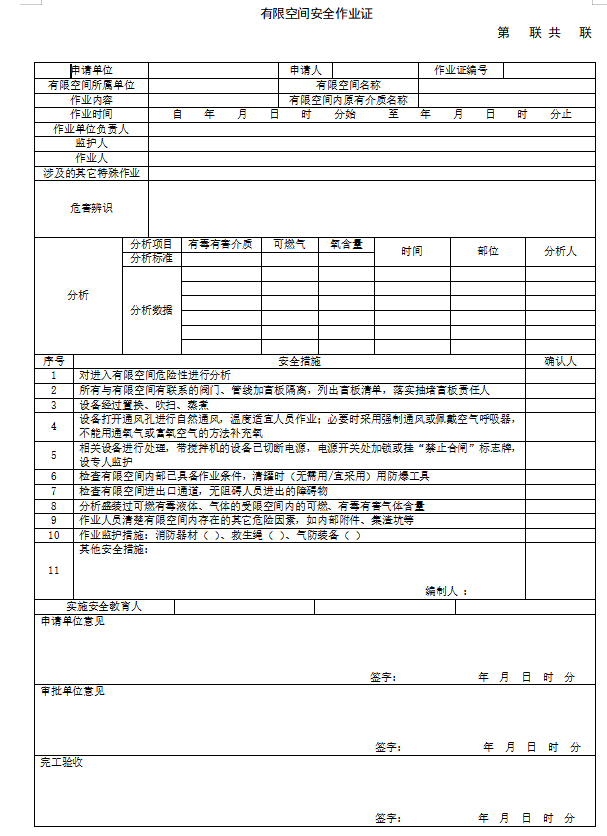 有限空间安全作业证
第 联 共 联
申请单位 申请人 作业证编号
有限空间所属单位 有限空间名称
作业内容 有限空间内原有介质名称
作业时间 自 年 月 日 时 分始 至 年 月 日 时 分止
作业单位负责人
监护人
作业人
涉及的其它特殊作业
危害辨识
分析 分析项目 有毒有害介质 可燃气 氧含量 时间 部位 分析人
分析标准
分析数据
序号 安全措施 确认人
1 对进入有限空间危险性进行分析
2 所有与有限空间有联系的阀门、管线加盲板隔离，列出盲板清单，落实抽堵盲板责任人
3 设备经过置换、吹扫、蒸煮
4 设备打开通风孔进行自然通风，温度适宜人员作业；必要时采用强制通风或佩戴空气呼吸器，
不能用通氧气或富氧空气的方法补充氧
5 相关设备进行处理，带搅拌机的设备已切断电源，电源开关处加锁或挂“禁止合闸”标志牌，
设专人监护
6 检查有限空间内部已具备作业条件，清罐时（无需用/宜采用）用防爆工具
7 检查有限空间进出口通道，无阻碍人员进出的障碍物
8 分析盛装过可燃有毒液体、气体的受限空间内的可燃、有毒有害气体含量
9 作业人员清楚有限空间内存在的其它危险因素，如内部附件、集渣坑等
10 作业监护措施：消防器材（ ）、救生绳（ ）、气防装备（ ）
11 其他安全措施：
编制人：
实施安全教育人
申请单位意见
签字： 年 月 日 时 分
审批单位意见
签字： 年 月 日 时 分
完工验收
签字： 年 月 日 时 分